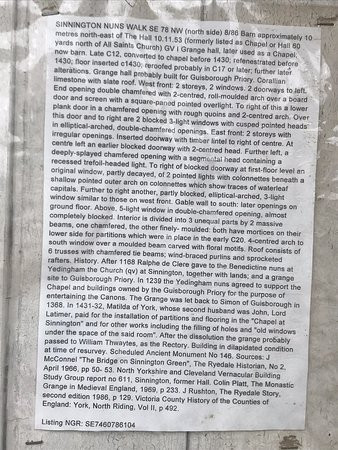 SINNINGTON NUNS WALK SE 78 NW (north side) 8/86 Barn approximately 10
metres north-east of The Hall 10.11.53 (formerly listed as Chapel or Hall 60
yards north of All Saints Church) GV I Grange hall, later used as a Chapel,
now barn. Late C12, converted to chapel before 1430; refenestrated before
1430; floor inserted c1430; reroofed probably in C17 or later; further later
alterations. Grange hall prebably built for Guisborough Priory. Corallian
limestone with slate roof. West front: 2 storeys, 2 windows. 2 doorways to left.
End opening double chamfered with 2-centred, roll-moulded arch over a board
door and screen with a square-paned pointed overlight. To right of this a lower
plank door in a chamfered opening with rough quoins and 2-centred arch. Over
this door and to right are 2 blocked 3-light windows with cusped pointed heads
in elliptical-arched, double-chamfered openings. East front: 2 storeys with
irregular openings. Inserted doorway with timber lintel to right of centre. At
centre left an earlier blocked doorway with 2-centred head. Further left, a
deeply-splayed chamfered opening with a segmental head containing a
recessed trefoil-headed light. To right of blocked doorway at first-floor level an
original window, partly decayed, of 2 pointed lights with colonnettes beneath a
shallow pointed outer arch on colonnettes which show traces of waterleaf
capitals. Further to right another, partly blocked, elliptical-arched, 3-light
window similar to those on west front. Gable wall to south: later openings on
ground floor. Above, 5-light window in double-chamfered opening, almost
completely blocked. Interior is divided into 3 unequal parts by 2 massive
beams, one chamfered, the other finely- moulded: both have mortices on their
lower side for partitions which were in place in the early C20. 4-centred arch to
south window over a moulded beam carved with floral motifs. Roof consists of
6 trusses with chamfered tie beams; wind-braced purlins and sprocketed
rafters. History. After 1168 Ralphe de Clere gave to the Benedictine nuns at
Yedingham the Church (qv) at Sinnington, together with lands; and a grange
site to Guisborough Priory. In 1239 the Yedingham nuns agreed to support the
Chapel and buildings owned by the Guisborough Priory for the purpose of
entertaining the Canons. The Grange was let back to Simon of Guisborough in
1368. In 1431-32, Matilda of York, whose second husband was John, Lord
Latimer, paid for the installation of partitions and flooring in the "Chapel at
Sinnington" and for other works including the filling of holes and "old windows
under the space of the said room". After the dissolution the grange probably
passed to William Thwaytes, as the Rectory. Building in dilapidated condition
at time of resurvey. Scheduled Ancient Monument No 146. Sources: J
McConnel "The Bridge on Sinnington Green", The Ryedale Historian, No 2,
April 1966, pp 50- 53. North Yorkshire and Cleveland Vernacular Building
Study Group report no 611, Sinnington, former Hall. Colin Platt, The Monastic
Grange in Medieval England, 1969, p 233. J Rushton, The Ryedale Story,
second edition 1986, p 129. Victoria County History of the Counties of
England: York, North Riding, Vol II, p 492.
Listing NGR: SE7460786104